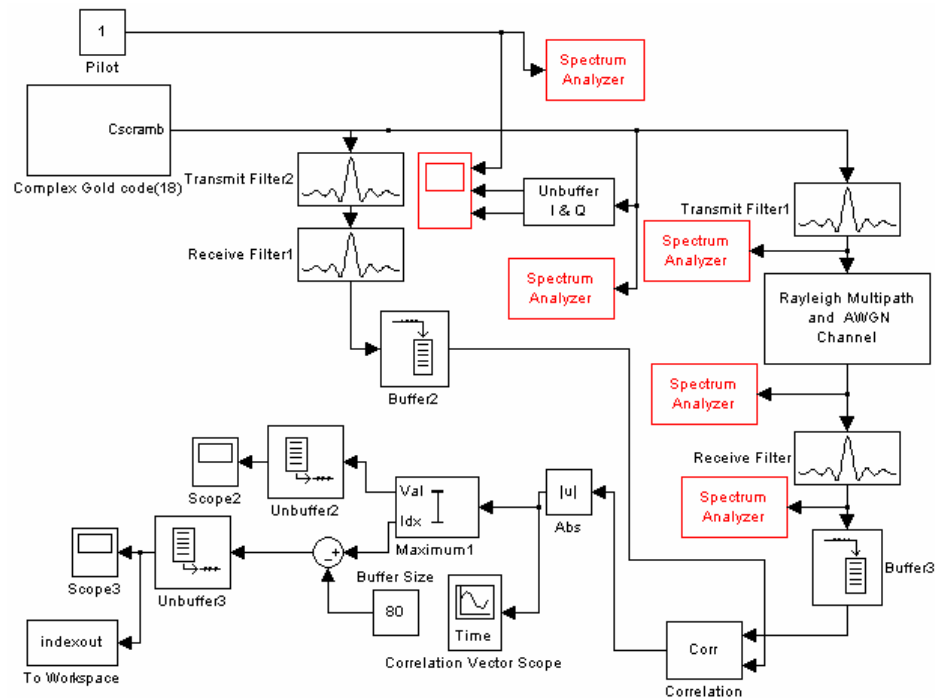 1
Pilot
Spectrum
Analyzer
Cscramb
Complex Gold code(18)
Transmit Filter2
Unbuffer
I & Q
Transmit Filter1
Receive Filter1
Spectrum
Analyzer
Spectrum
Analyzer
Rayleigh Multipath
and AWGN
Channel
Buffer2
Spectrum
Analyzer
Receive Filter
Scope2
Unbuffer2
Val
Idx
Maximum1
|u|
Abs
Spectrum
Analyzer
Buffer3
Scope3
Unbuffer3
-+
Buffer Size
80
Time
Correlation Vector Scope
Corr
Correlation
indexout
To Workspace